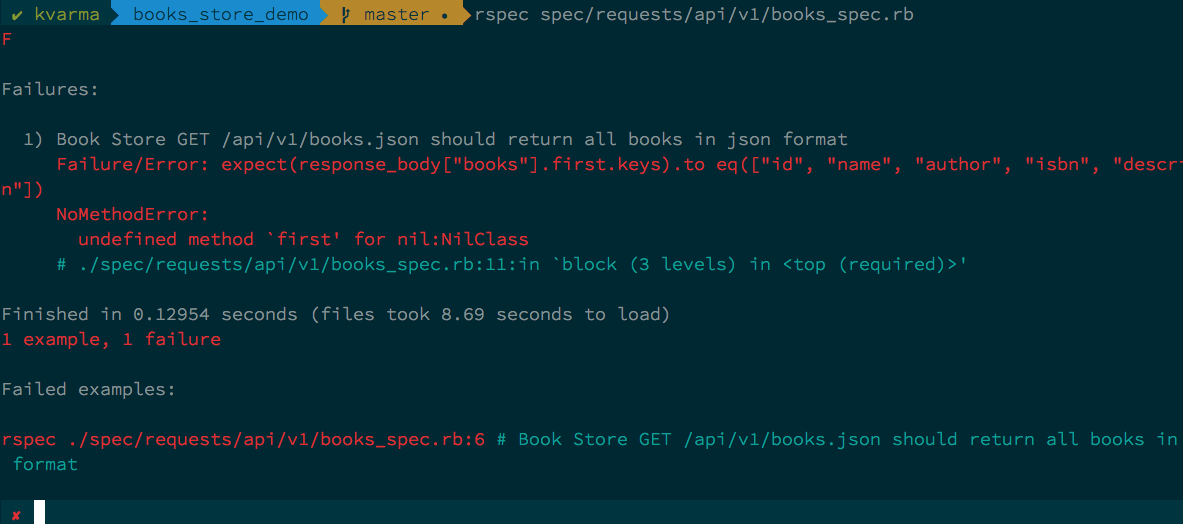 ✔ kvarma books_store_demo master • rspec spec/requests/api/v1/books_spec.rb
F
Failures:
1) Book Store GET /api/v1/books.json should return all books in json format
Failure/Error: expect(response_body["books"].first.keys).to eq(["id", "name", "author", "isbn", "descri
n"])
NoMethodError:
undefined method `first' for nil:NilClass
# ./spec/requests/api/v1/books_spec.rb:11:in `block (3 levels) in <top (required)>'
Finished in 0.12954 seconds (files took 8.69 seconds to load)
1 example, 1 failure
Failed examples:
rspec ./spec/requests/api/v1/books_spec.rb:6 # Book Store GET /api/v1/books.json should return all books in
format
✘